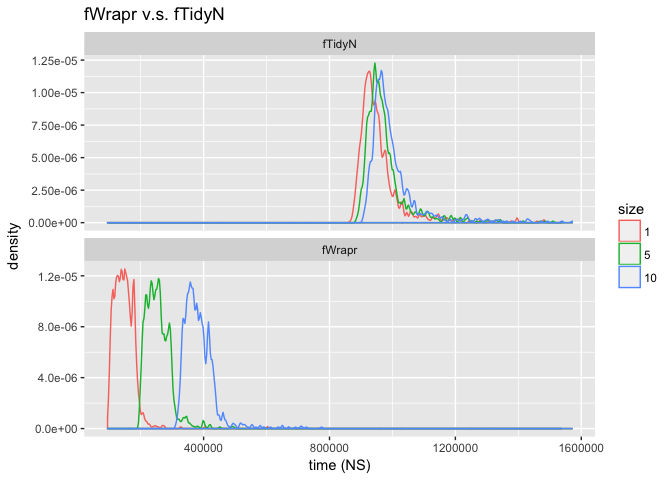 fWrapr v.s. fTidyN
fTidyN
1.25e-05
1.00e-05
7.50e-06
5.00e-06
2.50e-06
0.00e+00
fWrapr
1.2e-05
8.0e-06
4.0e-06
0.0e+00
400000 800000 1200000 1600000
time (NS)
density
size
1
5
10